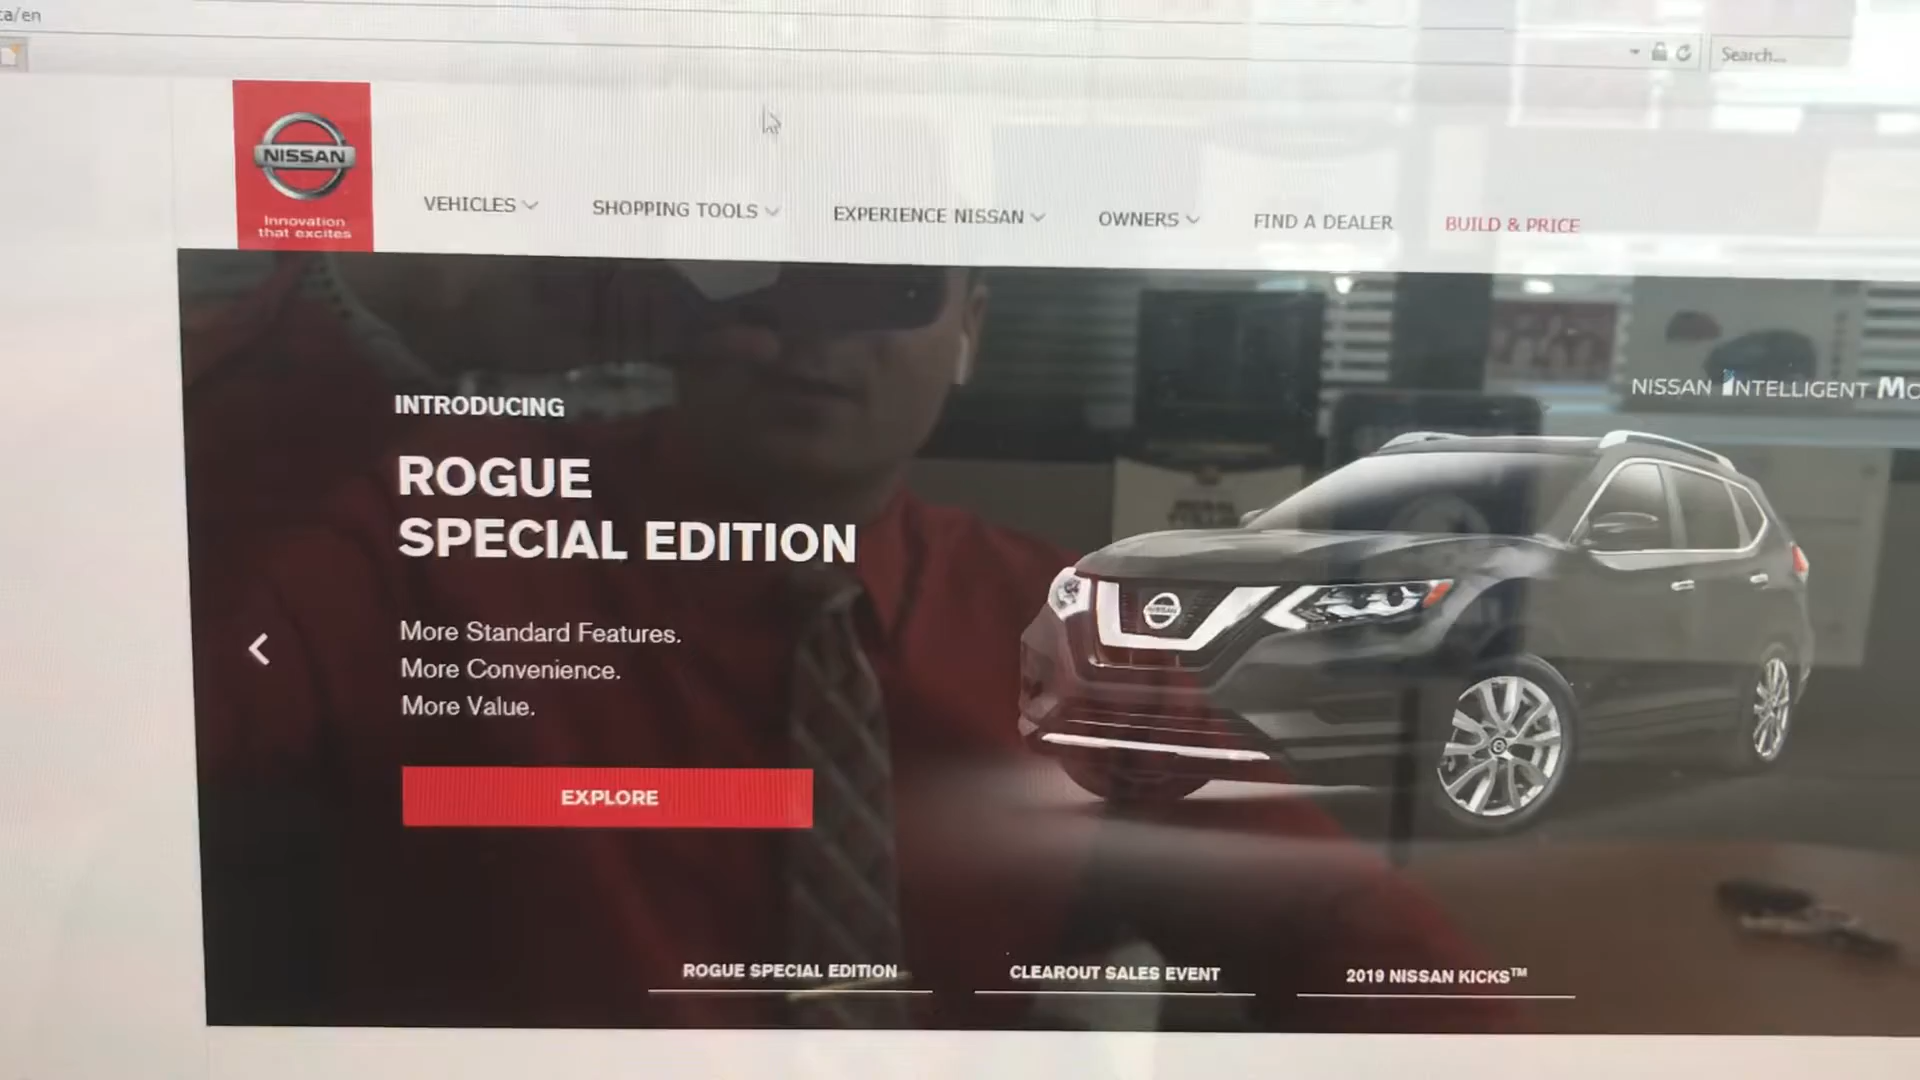 ca/en
Search...
NISSAN
Innovation
that excites
VEHICLES
SHOPPING TOOLS
EXPERIENCE NISSAN
OWNERS
FIND A DEALER
BUILD & PRICE
NISSAN INTELLIGENT MO
INTRODUCING
ROGUE
SPECIAL EDITION
More Standard Features.
More Convenience.
More Value.
EXPLORE
NISSAN
ROGUE SPECIAL EDITION
CLEAROUT SALES EVENT
2019 NISSAN KICKS™